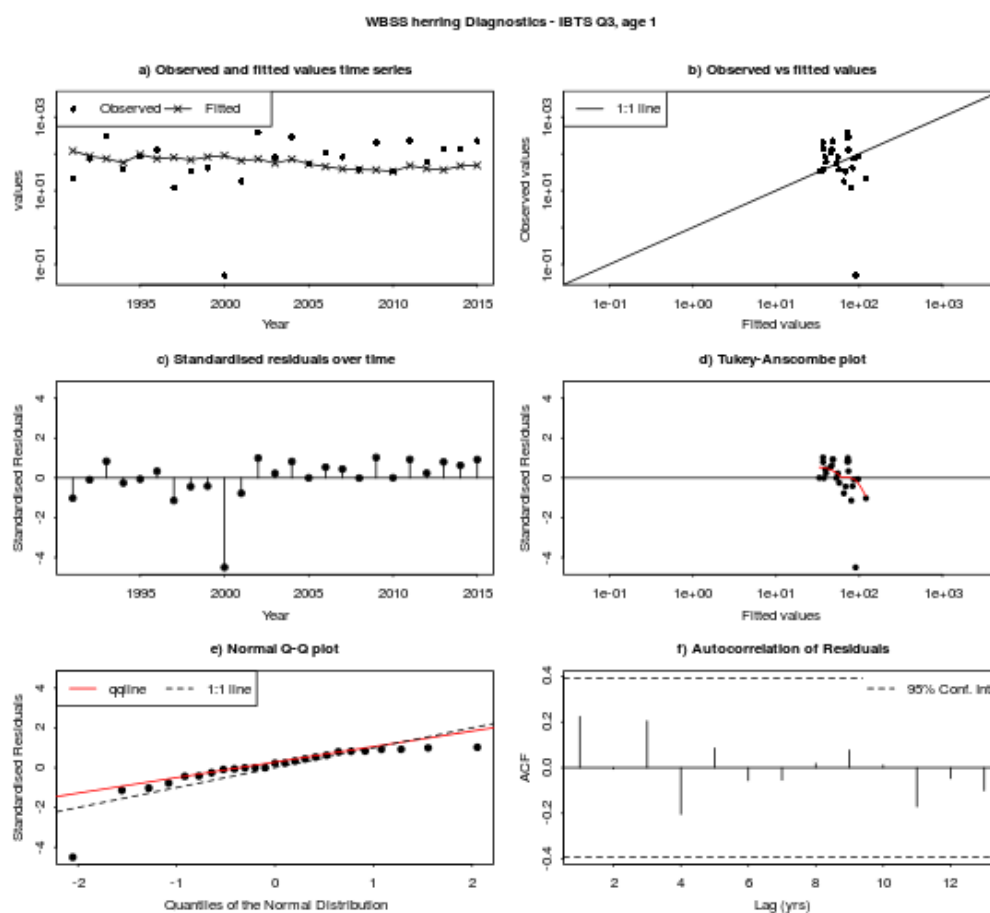 WBSS herring Diagnostics - IBTS Q3, age 1
a) Observed and fitted values time series
Observed Fitted
values
1e+03
1e+01
1e-01
1995 2000 2005 2010 2015
Year
b) Observed vs fitted values
1:1 line
Observed values
1e+03
1e+01
1e-01
1e-01 1e+00 1e+01 1e+02 1e+03
Fitted values
c) Standardised residuals over time
Standardised Residuals
4
2
0
-2
-4
1995 2000 2005 2010 2015
Year
d) Tukey-Anscombe plot
Standardised Residuals
4
2
0
-2
-4
1e-01 1e+00 1e+01 1e+02 1e+03
Fitted values
e) Normal Q-Q plot
qqline 1:1 line
Standardised Residuals
4
2
0
-2
-4
-2 -1 0 1 2
Quantiles of the Normal Distribution
f) Autocorrelation of Residuals
95% Conf. Int
ACF
0.4
0.2
0.0
-0.2
-0.4
2 4 6 8 10 12
Lag (yrs)